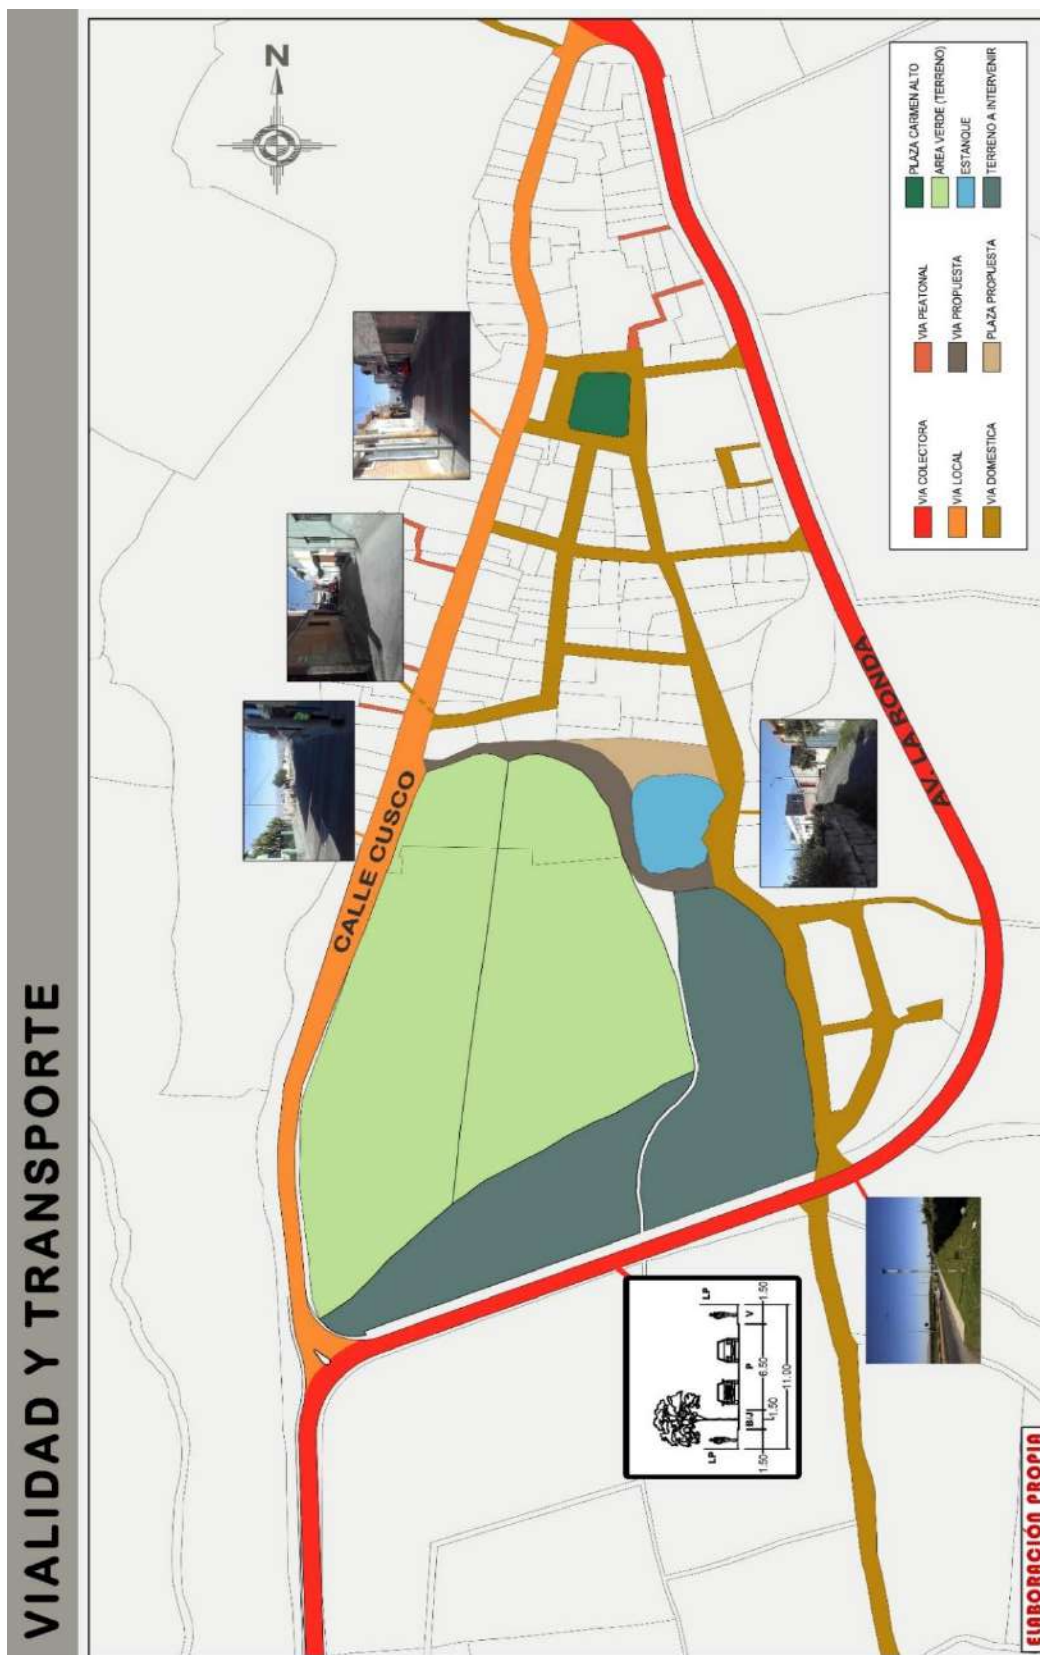 VIALIDAD Y TRANSPORTE
N
CALLE CUSCO
AV. LA RONDA
VIA COLECTORA
VIA LOCAL
VIA DOMESTICA
VIA PEATONAL
VIA PROPUESTA
PLAZA PROPUESTA
PLAZA CARMEN ALTO
AREA VERDE (TERRENO)
ESTANQUE
TERRENO A INTERVENIR
LP
LP
B/J
P
V
1.50
1.50
6.50
1.50
11.00
ELABORACIÓN PROPIA